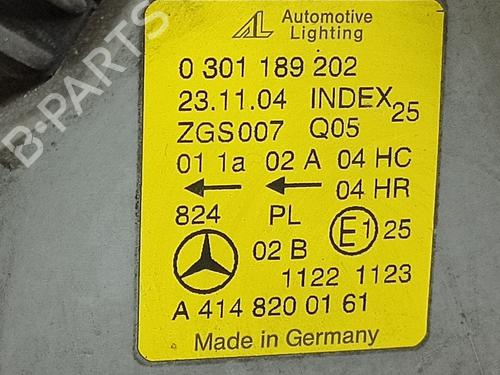 B-PARTS
AL Automotive
Lighting
0 301 189 202
23.11.04 INDEX 25
ZGS007 Q05
01 1a 02 A 04 HC
04 HR
824 PL
02 B E1 25
1122 1123
A 414 820 01 61
Made in Germany